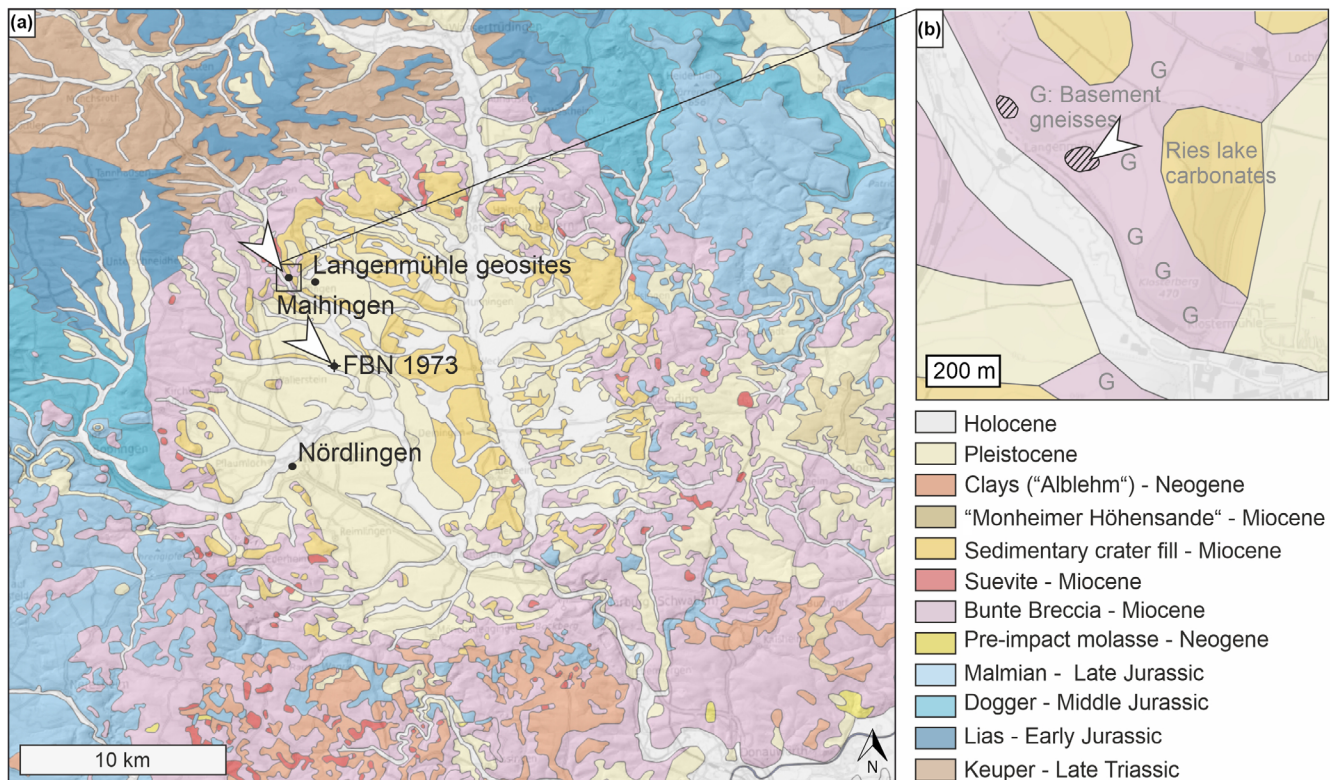 (a)
Langenmühle geosites
Maihingen
FBN 1973
Nördlingen
10 km
N
(b)
G
G: Basement
gneisses
G
Ries lake
carbonates
G
G
G
G
200 m
Holocene
Pleistocene
Clays (“Alblehm“) - Neogene
“Monheimer Höhensande“ - Miocene
Sedimentary crater fill - Miocene
Suevite - Miocene
Bunte Breccia - Miocene
Pre-impact molasse - Neogene
Malmian - Late Jurassic
Dogger - Middle Jurassic
Lias - Early Jurassic
Keuper - Late Triassic